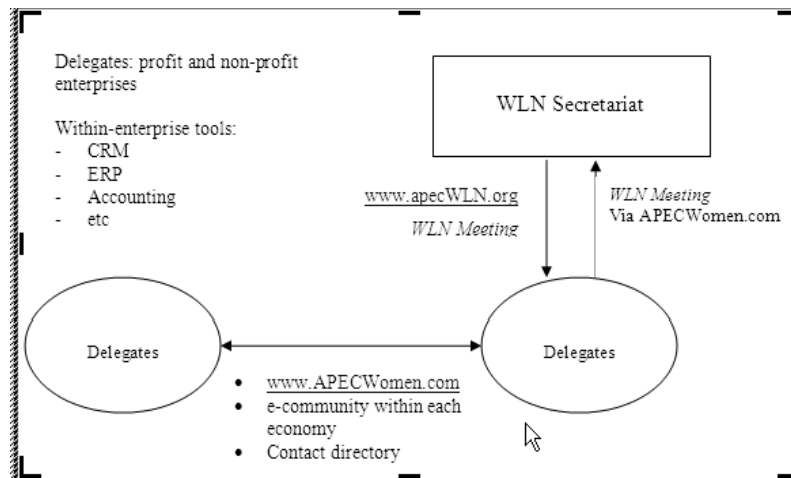 Delegates: profit and non-profit
enterprises
Within-enterprise tools:
- CRM
- ERP
- Accounting
- etc
WLN Secretariat
www.apecWLN.org
WLN Meeting
WLN Meeting
Via APECWomen.com
Delegates
Delegates
• www.APECWomen.com
• e-community within each
economy
• Contact directory